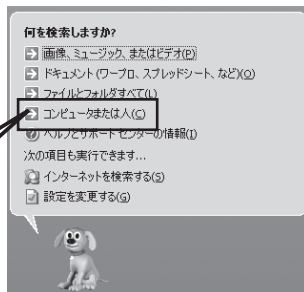 何を検索しますか?
画像、ミュージック、またはビデオ(P)
ドキュメント (ワープロ、スプレッドシート、など)(O)
ファイルとフォルダすべて(L)
コンピュータまたは人(C)
ヘルプとサポート センターの情報(I)
次の項目も実行できます...
インターネットを検索する(S)
設定を変更する(G)